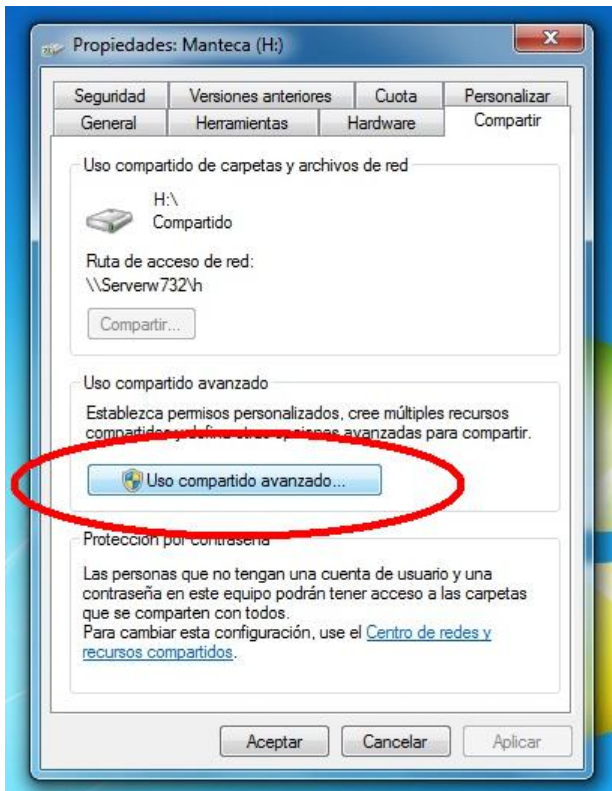 Propiedades: Manteca (H:)
Seguridad Versiones anteriores Cuota Personalizar
General Herramientas Hardware Compartir
Uso compartido de carpetas y archivos de red
H:\
Compartido
Ruta de acceso de red:
\\Serverw732\h
Compartir...
Uso compartido avanzado
Establezca permisos personalizados, cree múltiples recursos
compartidos y defina otras opciones avanzadas para compartir.
Uso compartido avanzado...
Protección por contraseña
Las personas que no tengan una cuenta de usuario y una
contraseña en este equipo podrán tener acceso a las carpetas
que se comparten con todos.
Para cambiar esta configuración, use el Centro de redes y
recursos compartidos.
Aceptar Cancelar Aplicar